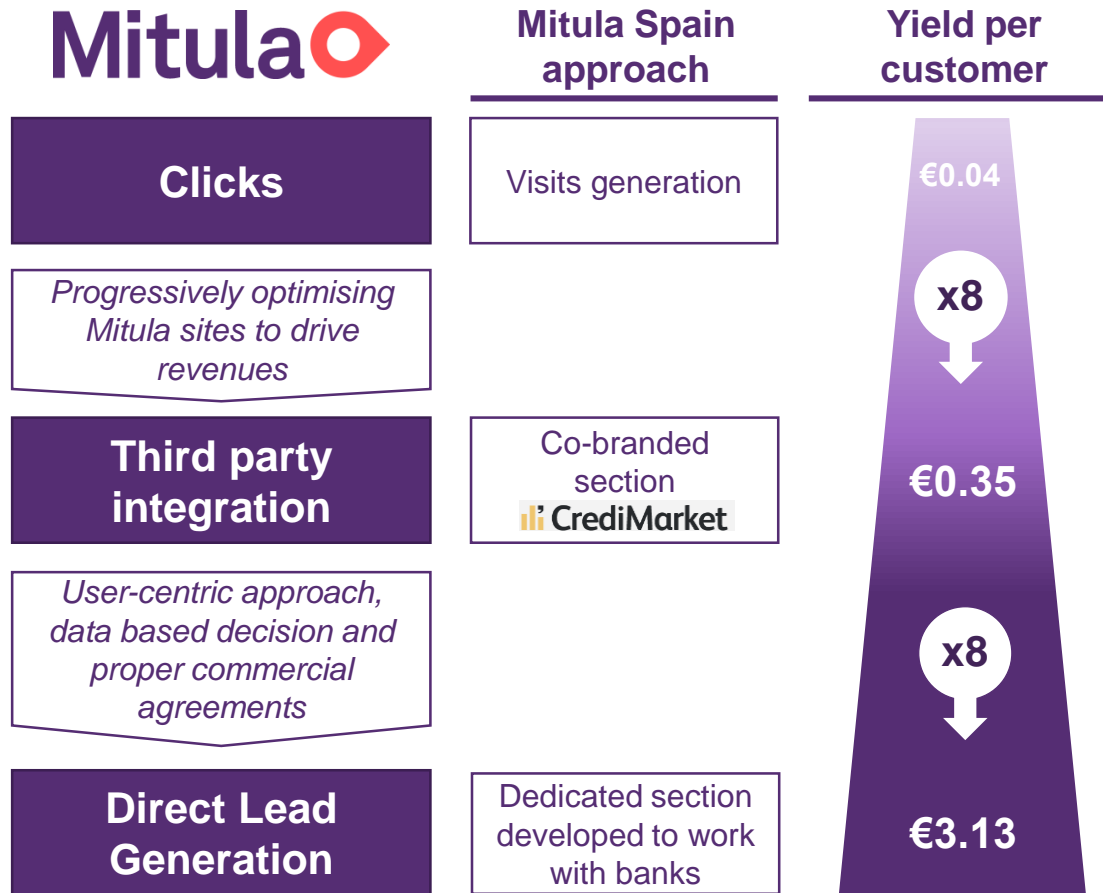 Mitula
Mitula Spain
approach
Yield per
customer
Clicks
Visits generation
€0.04
Progressively optimising
Mitula sites to drive
revenues
x8
Third party
integration
Co-branded
section
CrediMarket
€0.35
User-centric approach,
data based decision and
proper commercial
agreements
x8
Direct Lead
Generation
Dedicated section
developed to work
with banks
€3.13